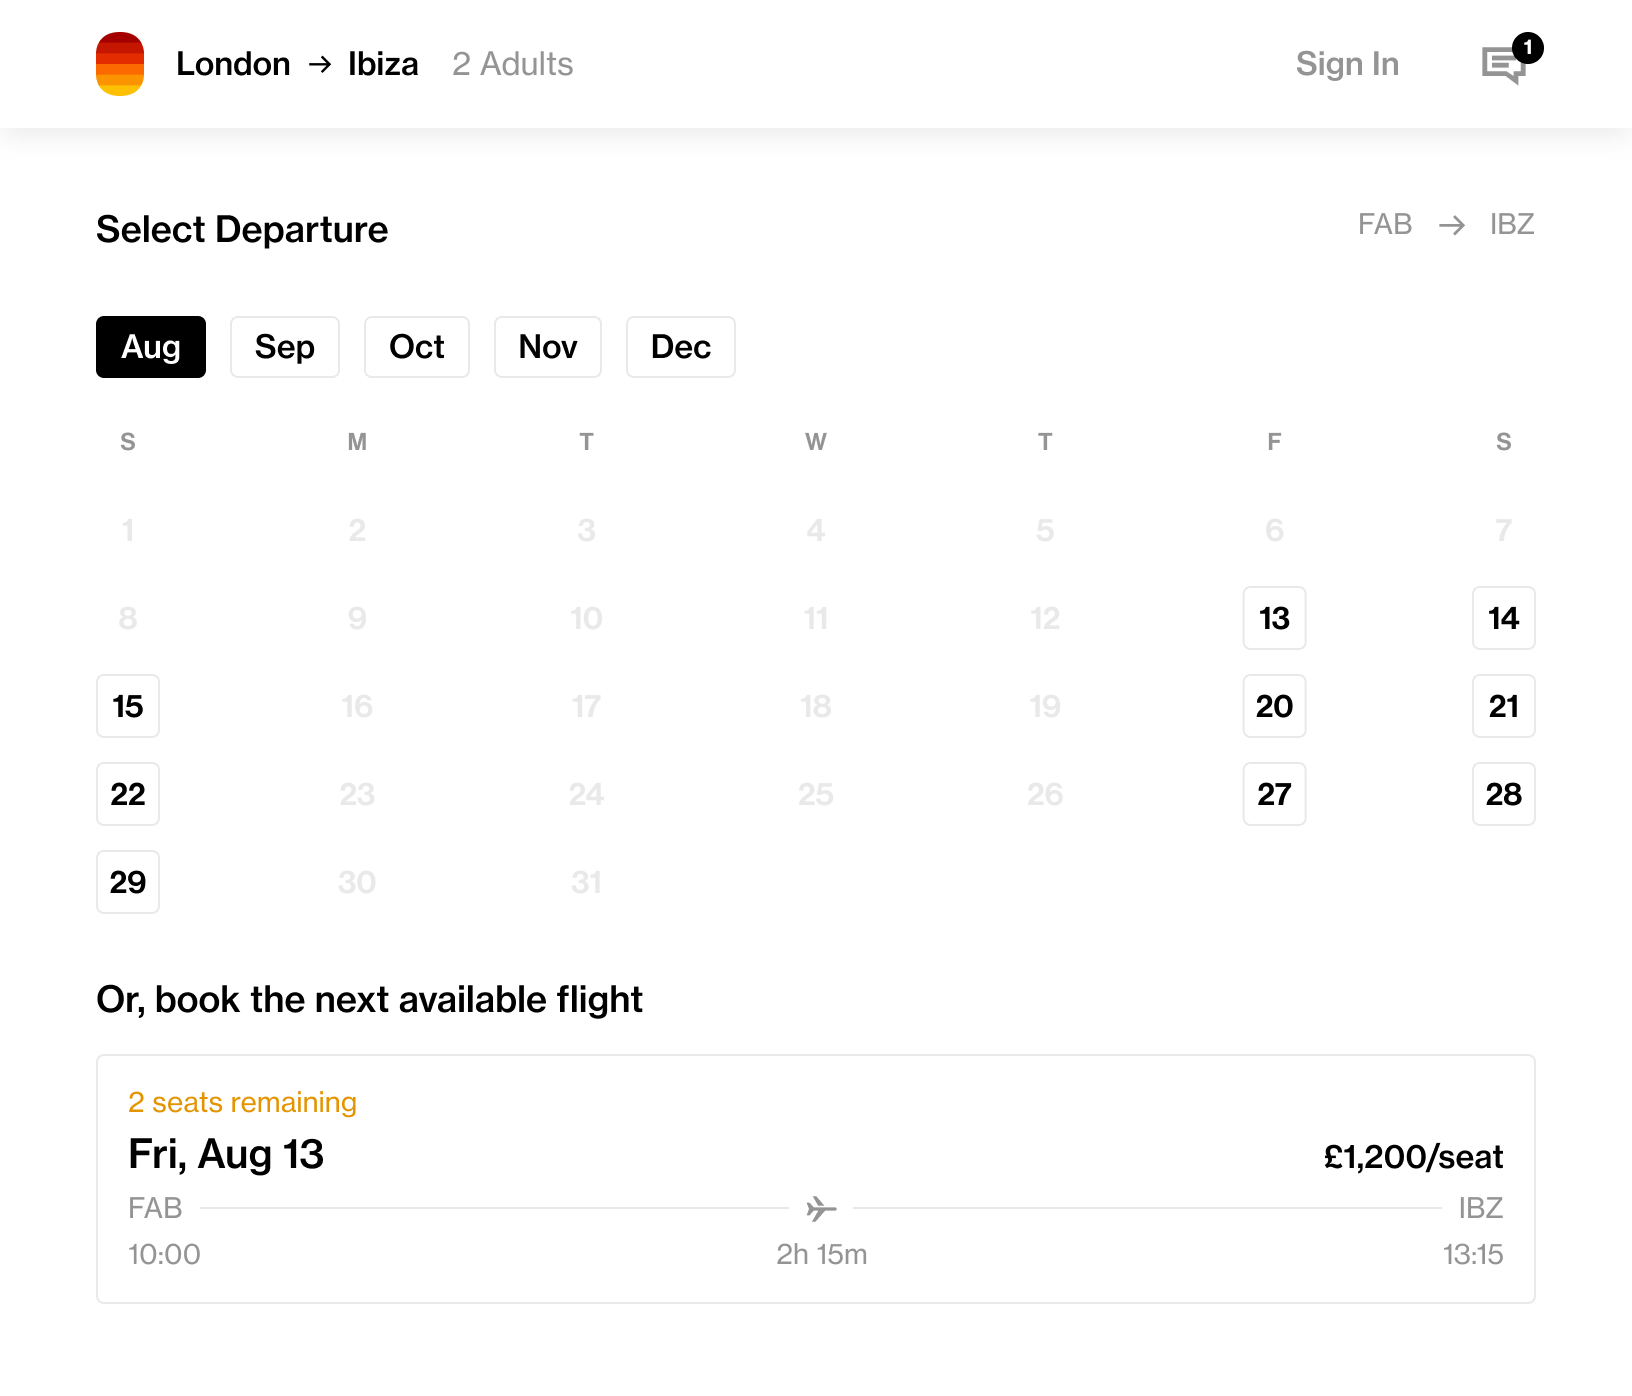 London → Ibiza 2 Adults Sign In 1
Select Departure FAB → IBZ
Aug Sep Oct Nov Dec
S M T W T F S
1 2 3 4 5 6 7
8 9 10 11 12 13 14
15 16 17 18 19 20 21
22 23 24 25 26 27 28
29 30 31
Or, book the next available flight
2 seats remaining
Fri, Aug 13 £1,200/seat
FAB IBZ
10:00 2h 15m 13:15